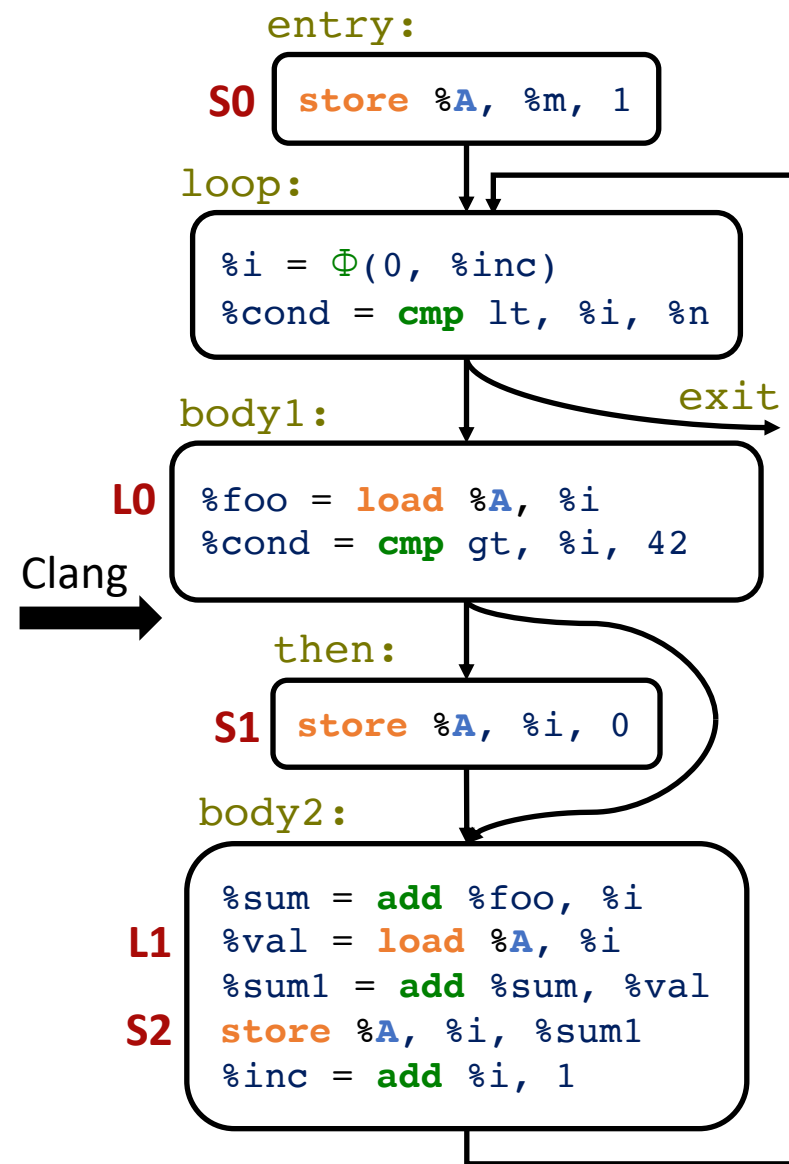 entry:
S0 store %A, %m, 1
loop:
%i = Φ(0, %inc)
%cond = cmp lt, %i, %n
exit
body1:
L0 %foo = load %A, %i
%cond = cmp gt, %i, 42
Clang
then:
S1 store %A, %i, 0
body2:
%sum = add %foo, %i
L1 %val = load %A, %i
%sum1 = add %sum, %val
S2 store %A, %i, %sum1
%inc = add %i, 1